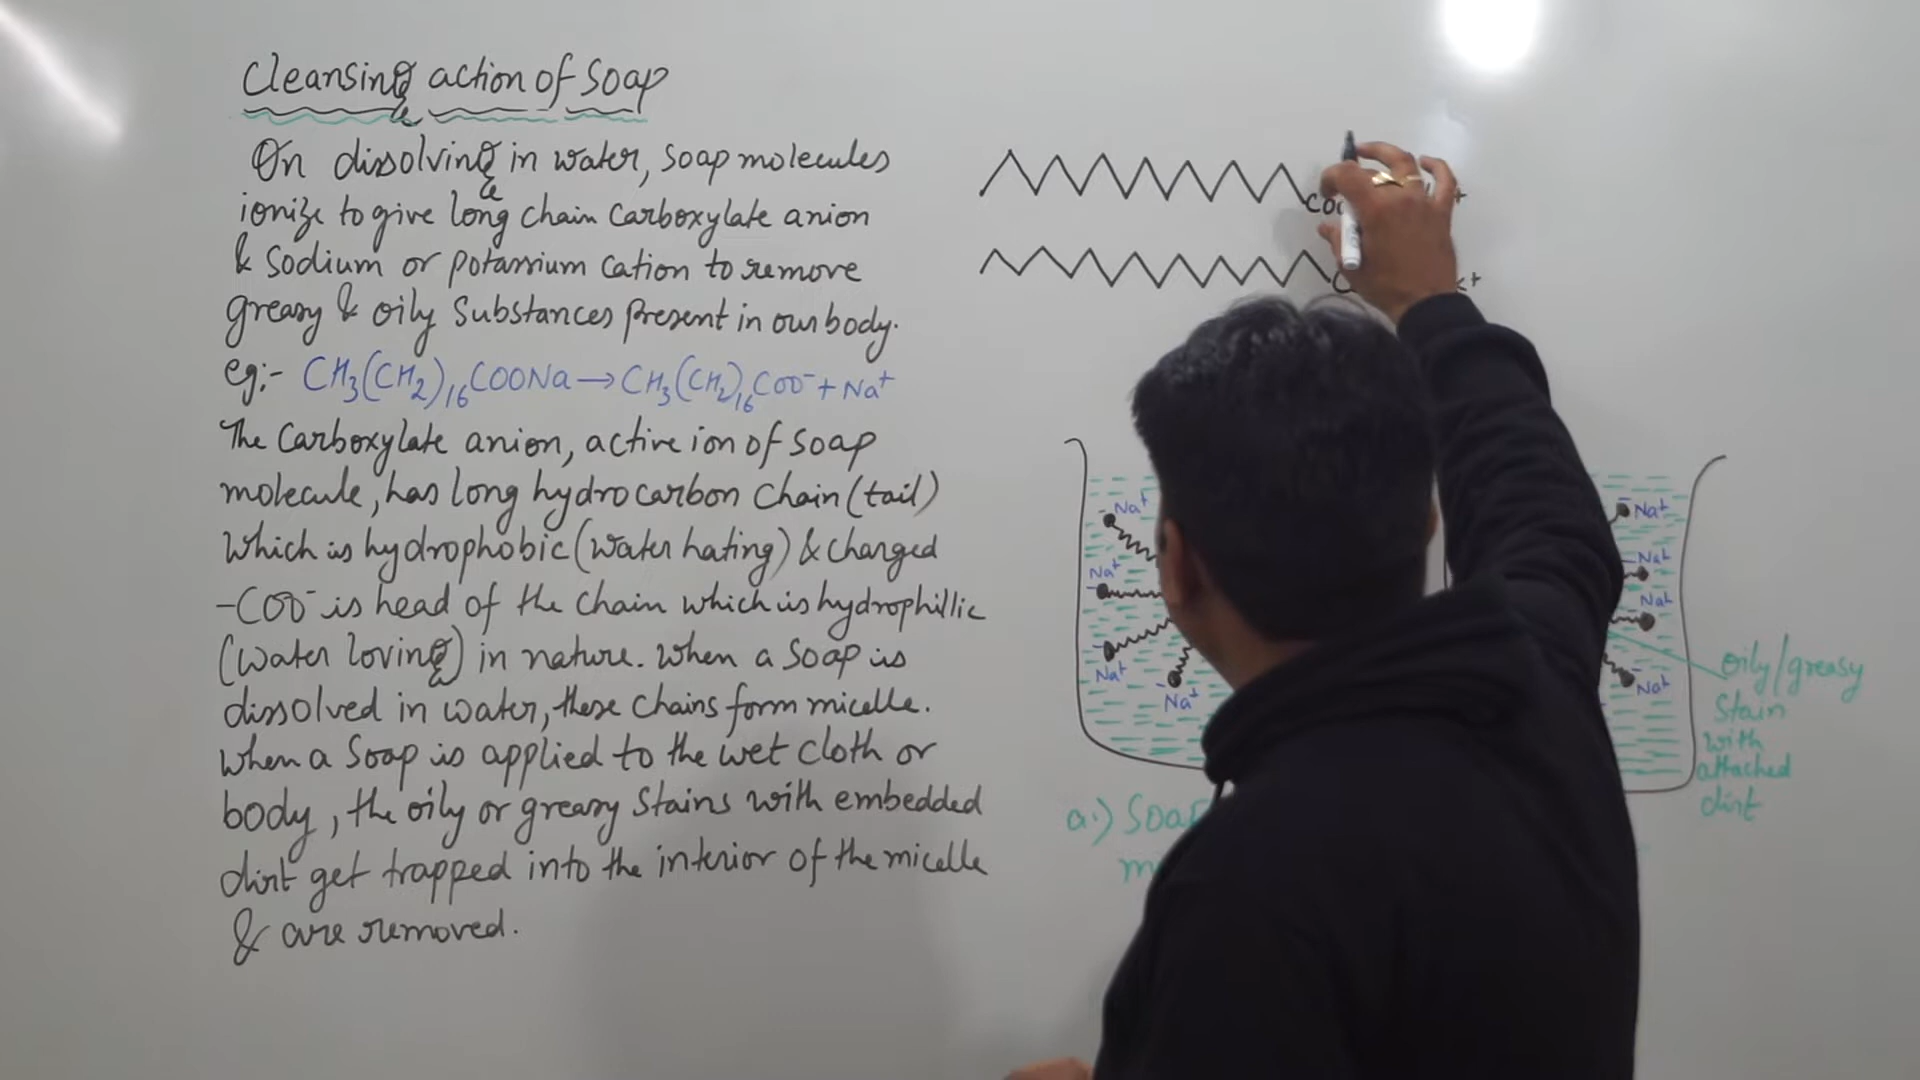 Cleansing action of Soap
On dissolving in water, Soap molecules
ionize to give long chain carboxylate anion
& Sodium or potassium cation to remove
greasy & oily Substances Present in our body.
eg:- CH3(CH2)16COONa → CH3(CH2)16COO⁻ + Na⁺
The Carboxylate anion, active ion of Soap
molecule, has long hydrocarbon Chain (tail)
Which is hydrophobic (water hating) & charged
-COO⁻ is head of the chain which is hydrophillic
(water loving) in nature. When a Soap is
dissolved in water, these chains form micelle.
When a Soap is applied to the wet cloth or
body, the oily or greasy Stains with embedded
dirt get trapped into the interior of the micelle
& are removed.
+
+
Na⁺
Na⁺
Na⁺
Na⁺
Na⁺
Na⁺
Na⁺
Na⁺
oily/greasy
Stain
with
attached
dirt
a.)